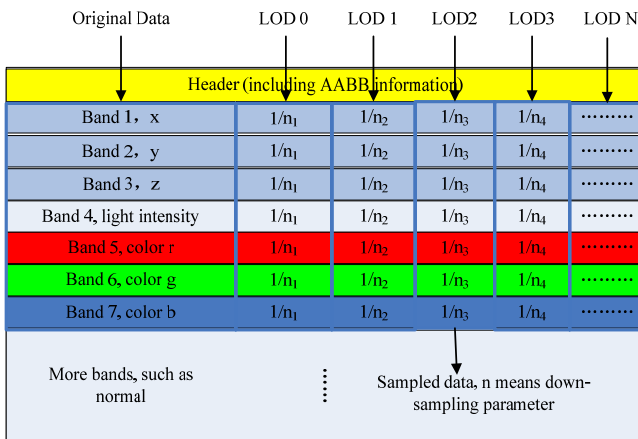 Original Data LOD 0 LOD 1 LOD2 LOD3 LOD N
Header (including AABB information)
Band 1, x 1/n₁ 1/n₂ 1/n₃ 1/n₄ ………
Band 2, y 1/n₁ 1/n₂ 1/n₃ 1/n₄ ………
Band 3, z 1/n₁ 1/n₂ 1/n₃ 1/n₄ ………
Band 4, light intensity 1/n₁ 1/n₂ 1/n₃ 1/n₄ ………
Band 5, color r 1/n₁ 1/n₂ 1/n₃ 1/n₄ ………
Band 6, color g 1/n₁ 1/n₂ 1/n₃ 1/n₄ ………
Band 7, color b 1/n₁ 1/n₂ 1/n₃ 1/n₄ ………
More bands, such as
normal
Sampled data, n means down-
sampling parameter